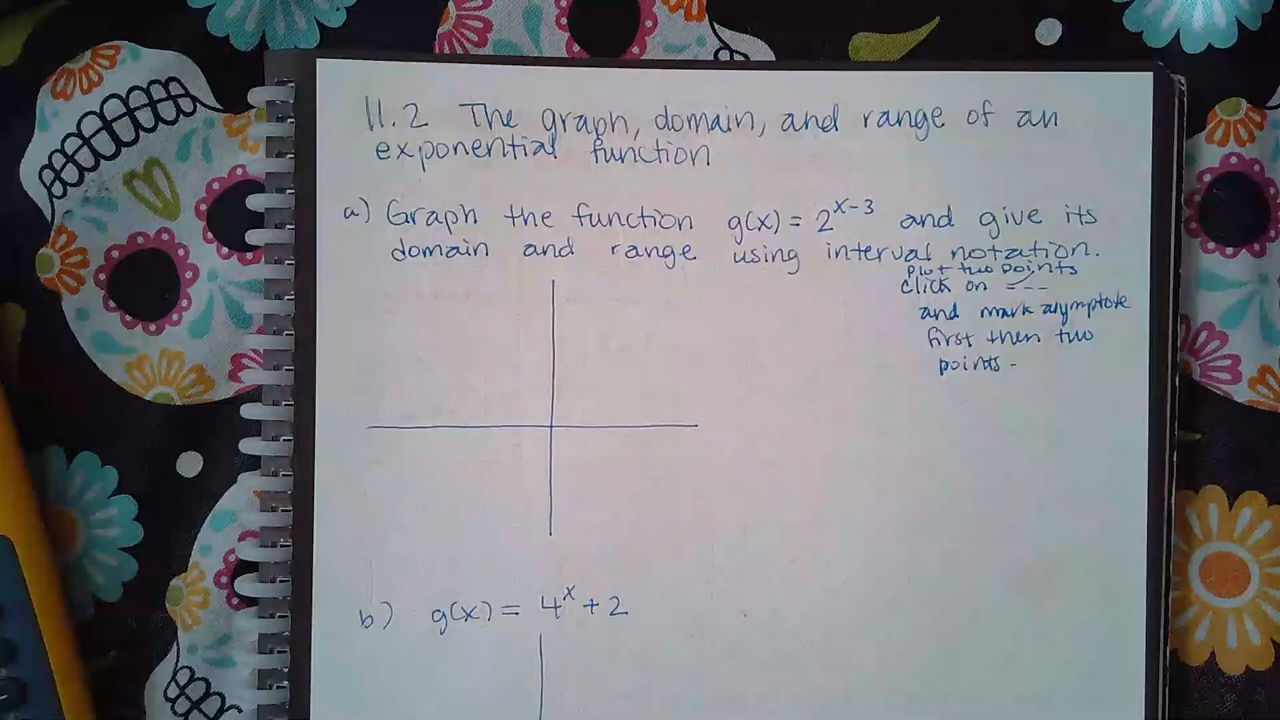 11.2 The graph, domain, and range of an
exponential function
a) Graph the function g(x) = 2^{x-3} and give its
domain and range using interval notation.
plot two points
click on
and mark asymptote
first then two
points-
b) g(x) = 4^x + 2